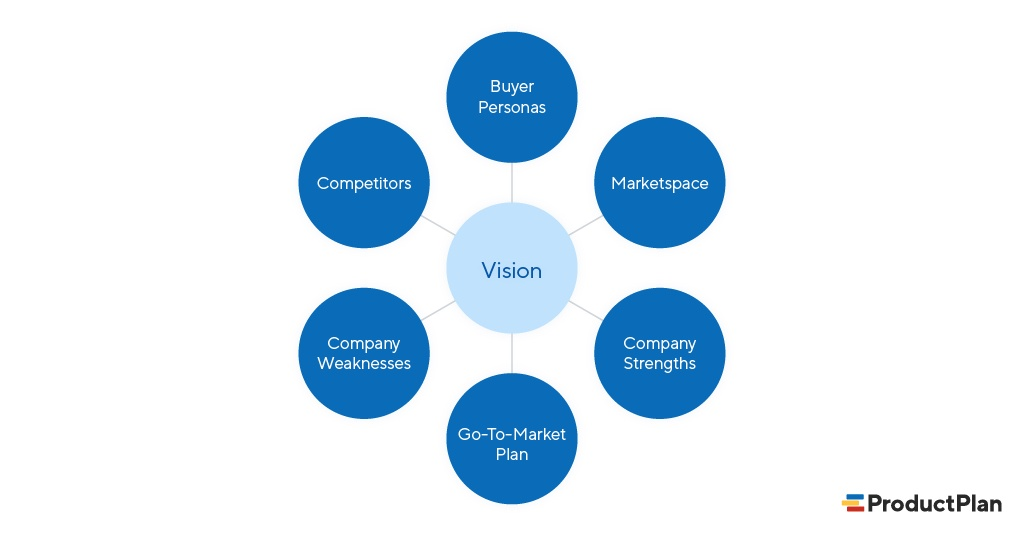 Buyer
Personas
Competitors
Marketspace
Vision
Company
Weaknesses
Company
Strengths
Go-To-Market
Plan
ProductPlan